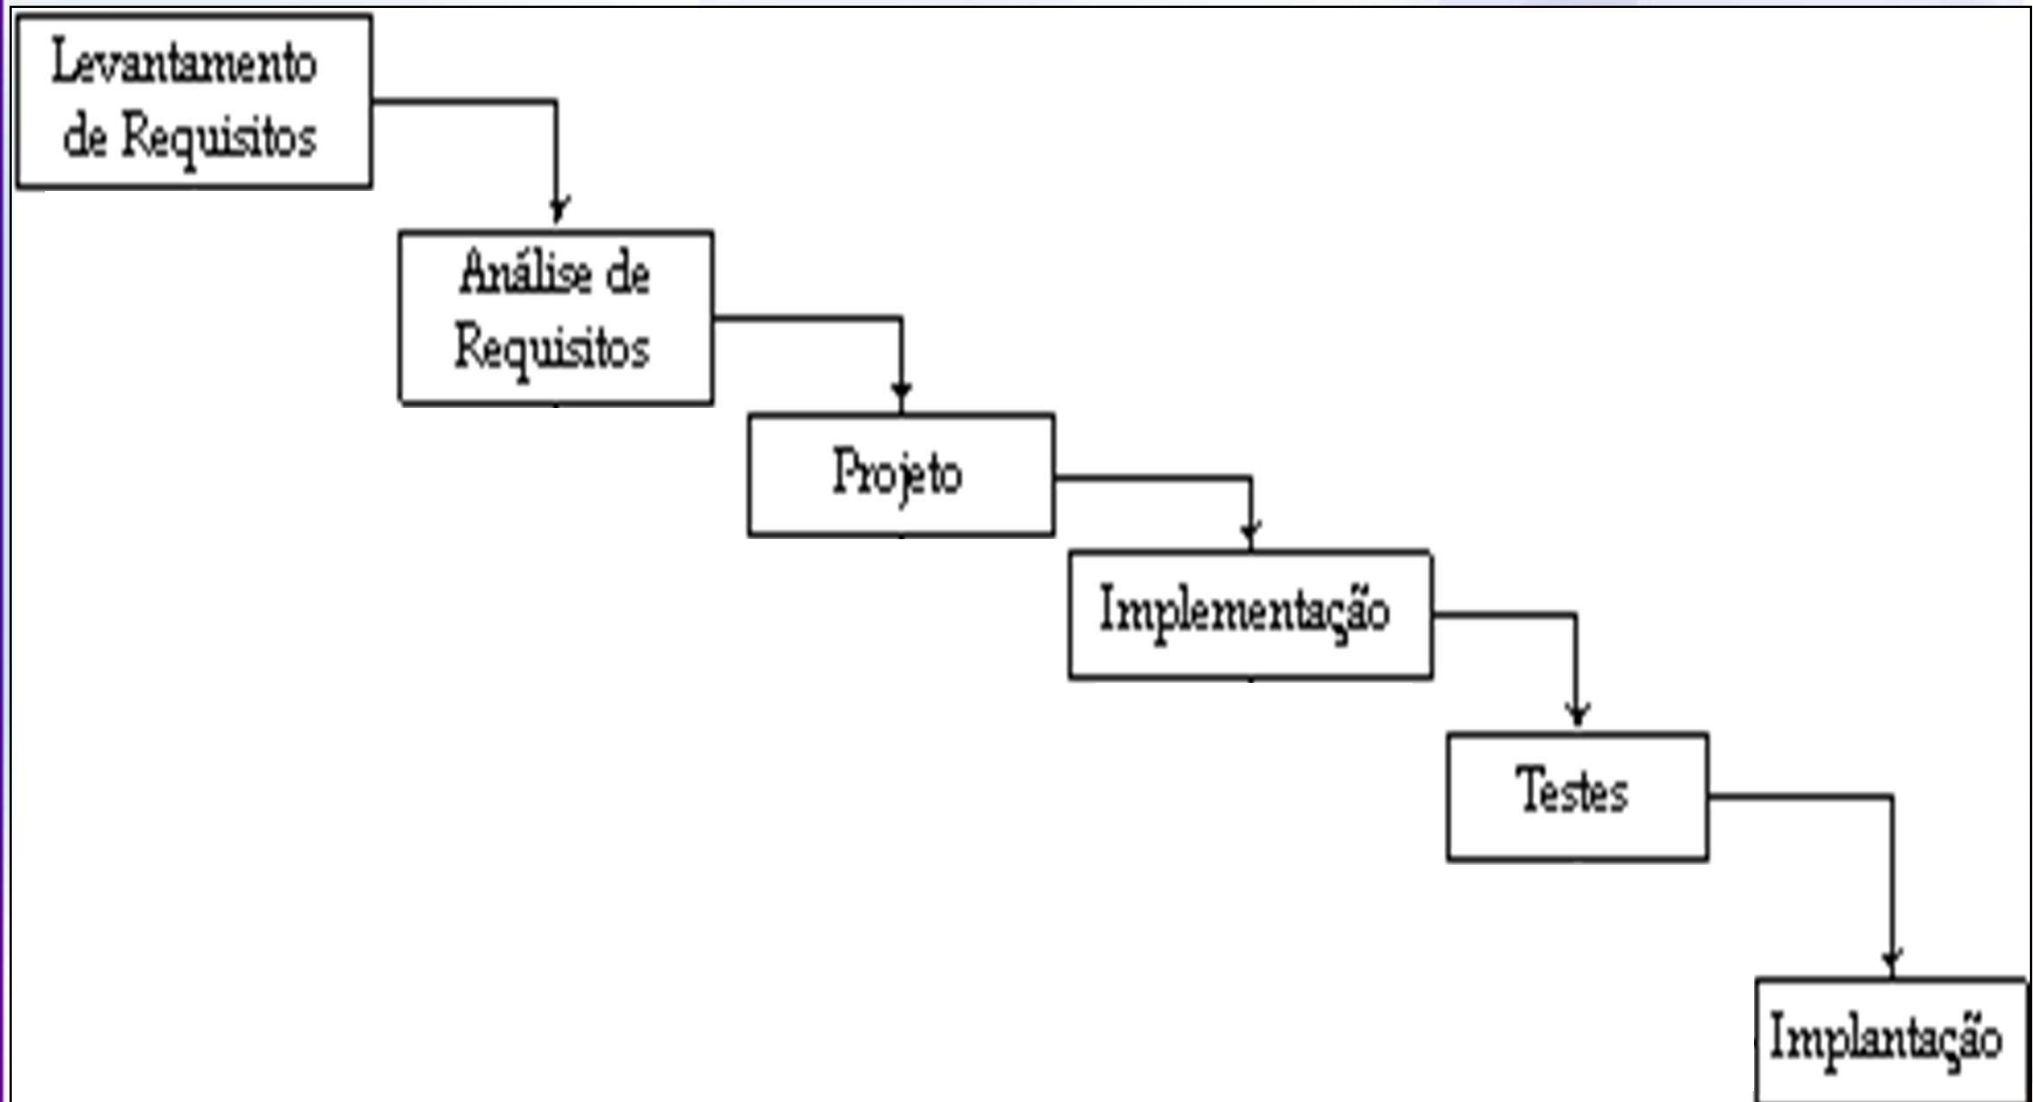 Levantamento
de Requisitos
Análise de
Requisitos
Projeto
Implementação
Testes
Implantação